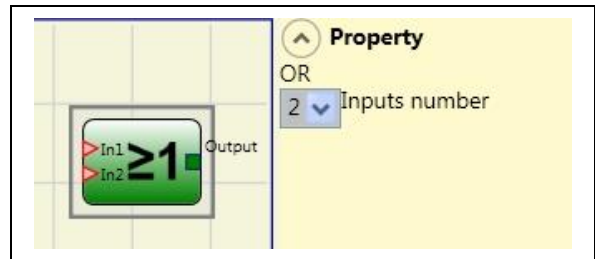 In1
In2
≥1
Output
Property
OR
2 Inputs number